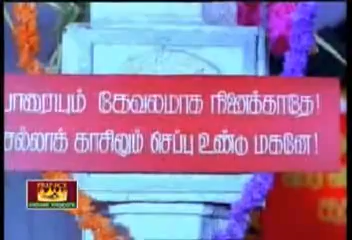 பாரையும் கேவலமாக நினைக்காதே!
செல்லாக் காசிலும் செப்பு உண்டு மகனே!